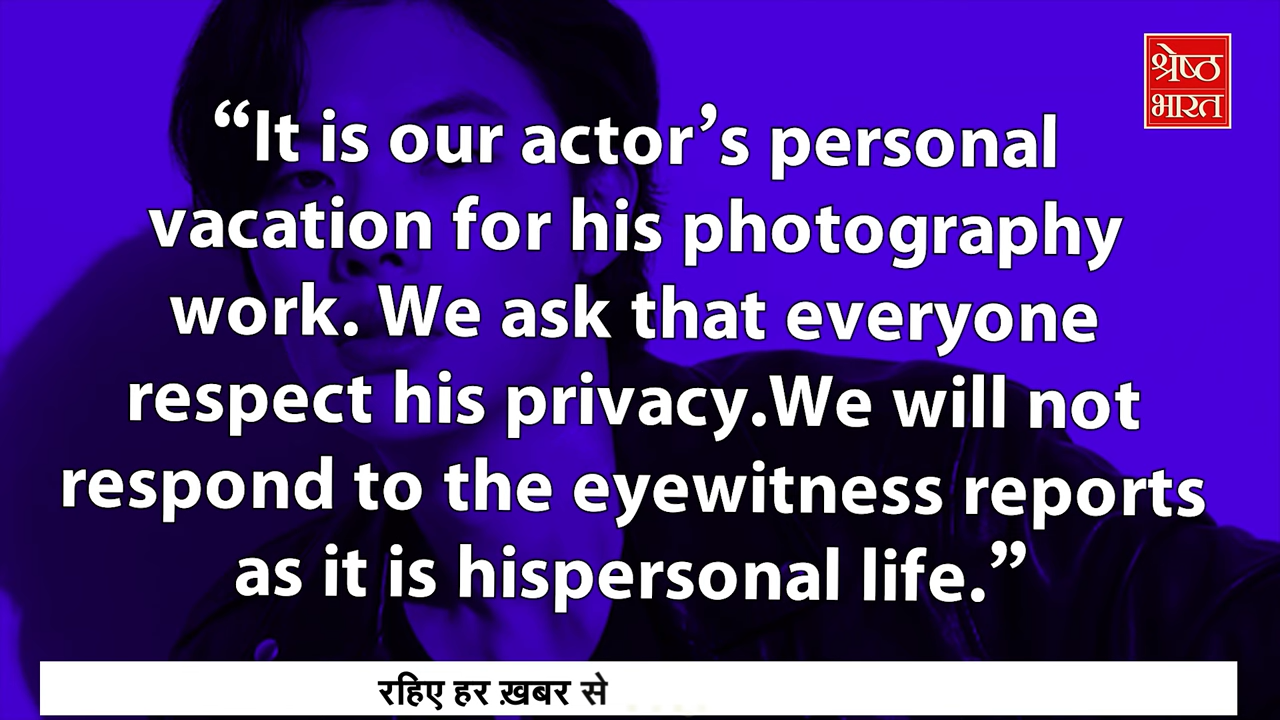 श्रेष्ठ
भारत
“It is our actor’s personal
vacation for his photography
work. We ask that everyone
respect his privacy.We will not
respond to the eyewitness reports
as it is hispersonal life.”
रहिए हर ख़बर से